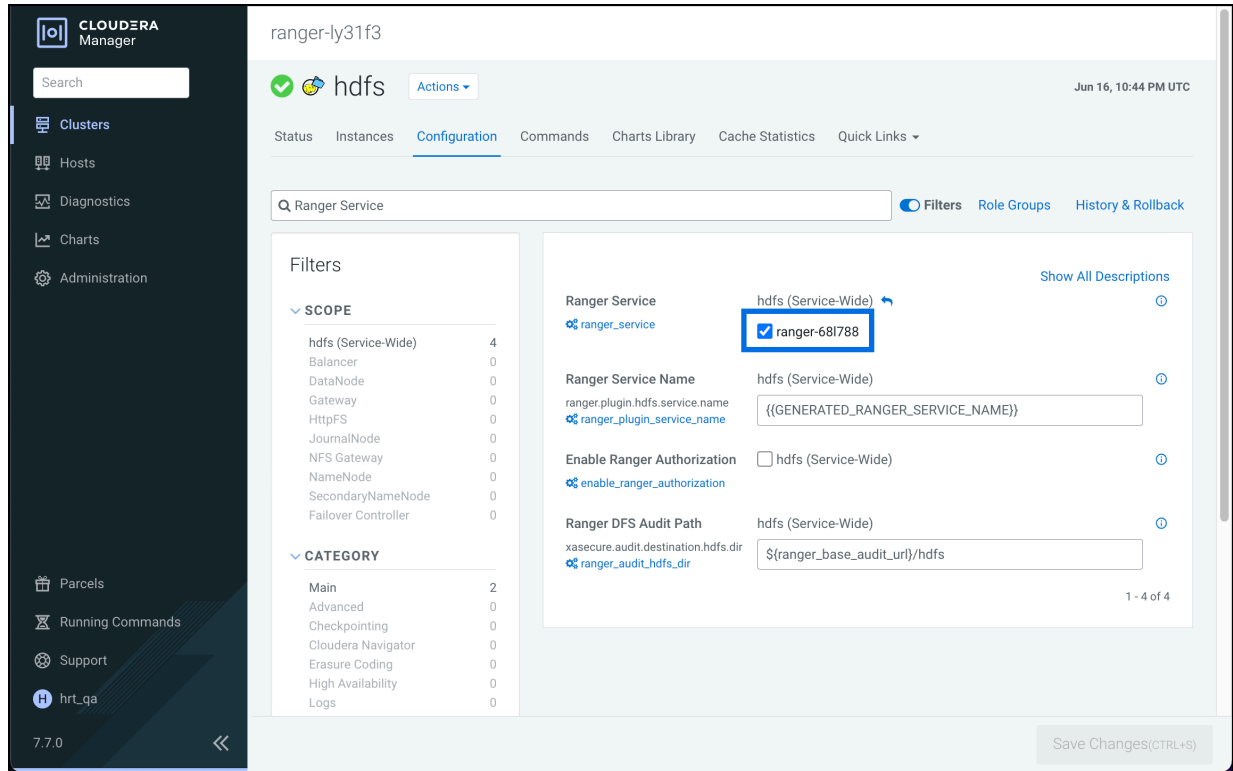 CLOUDERA
Manager
Search
Clusters
Hosts
Diagnostics
Charts
Administration
Parcels
Running Commands
Support
H hrt_qa
7.7.0
ranger-ly31f3
hdfs
Actions
Jun 16, 10:44 PM UTC
Status Instances Configuration Commands Charts Library Cache Statistics Quick Links
Ranger Service
Filters Role Groups History & Rollback
Filters
SCOPE
hdfs (Service-Wide) 4
Balancer 0
DataNode 0
Gateway 0
HttpFS 0
JournalNode 0
NFS Gateway 0
NameNode 0
SecondaryNameNode 0
Failover Controller 0
CATEGORY
Main 2
Advanced 0
Checkpointing 0
Cloudera Navigator 0
Erasure Coding 0
High Availability 0
Logs 0
Show All Descriptions
Ranger Service hdfs (Service-Wide)
ranger_service
ranger-68l788
Ranger Service Name hdfs (Service-Wide)
ranger.plugin.hdfs.service.name
ranger_plugin_service_name
{{GENERATED_RANGER_SERVICE_NAME}}
Enable Ranger Authorization hdfs (Service-Wide)
enable_ranger_authorization
Ranger DFS Audit Path hdfs (Service-Wide)
xasecure.audit.destination.hdfs.dir
ranger_audit_hdfs_dir
${ranger_base_audit_url}/hdfs
1 - 4 of 4
Save Changes(CTRL+S)